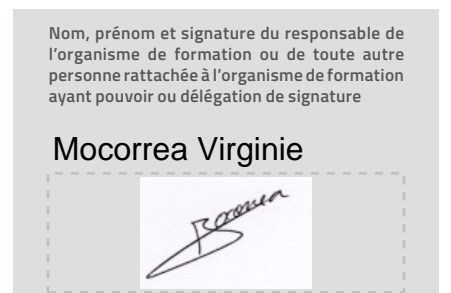 Nom, prénom et signature du responsable de
l'organisme de formation ou de toute autre
personne rattachée à l'organisme de formation
ayant pouvoir ou délégation de signature
Mocorrea Virginie